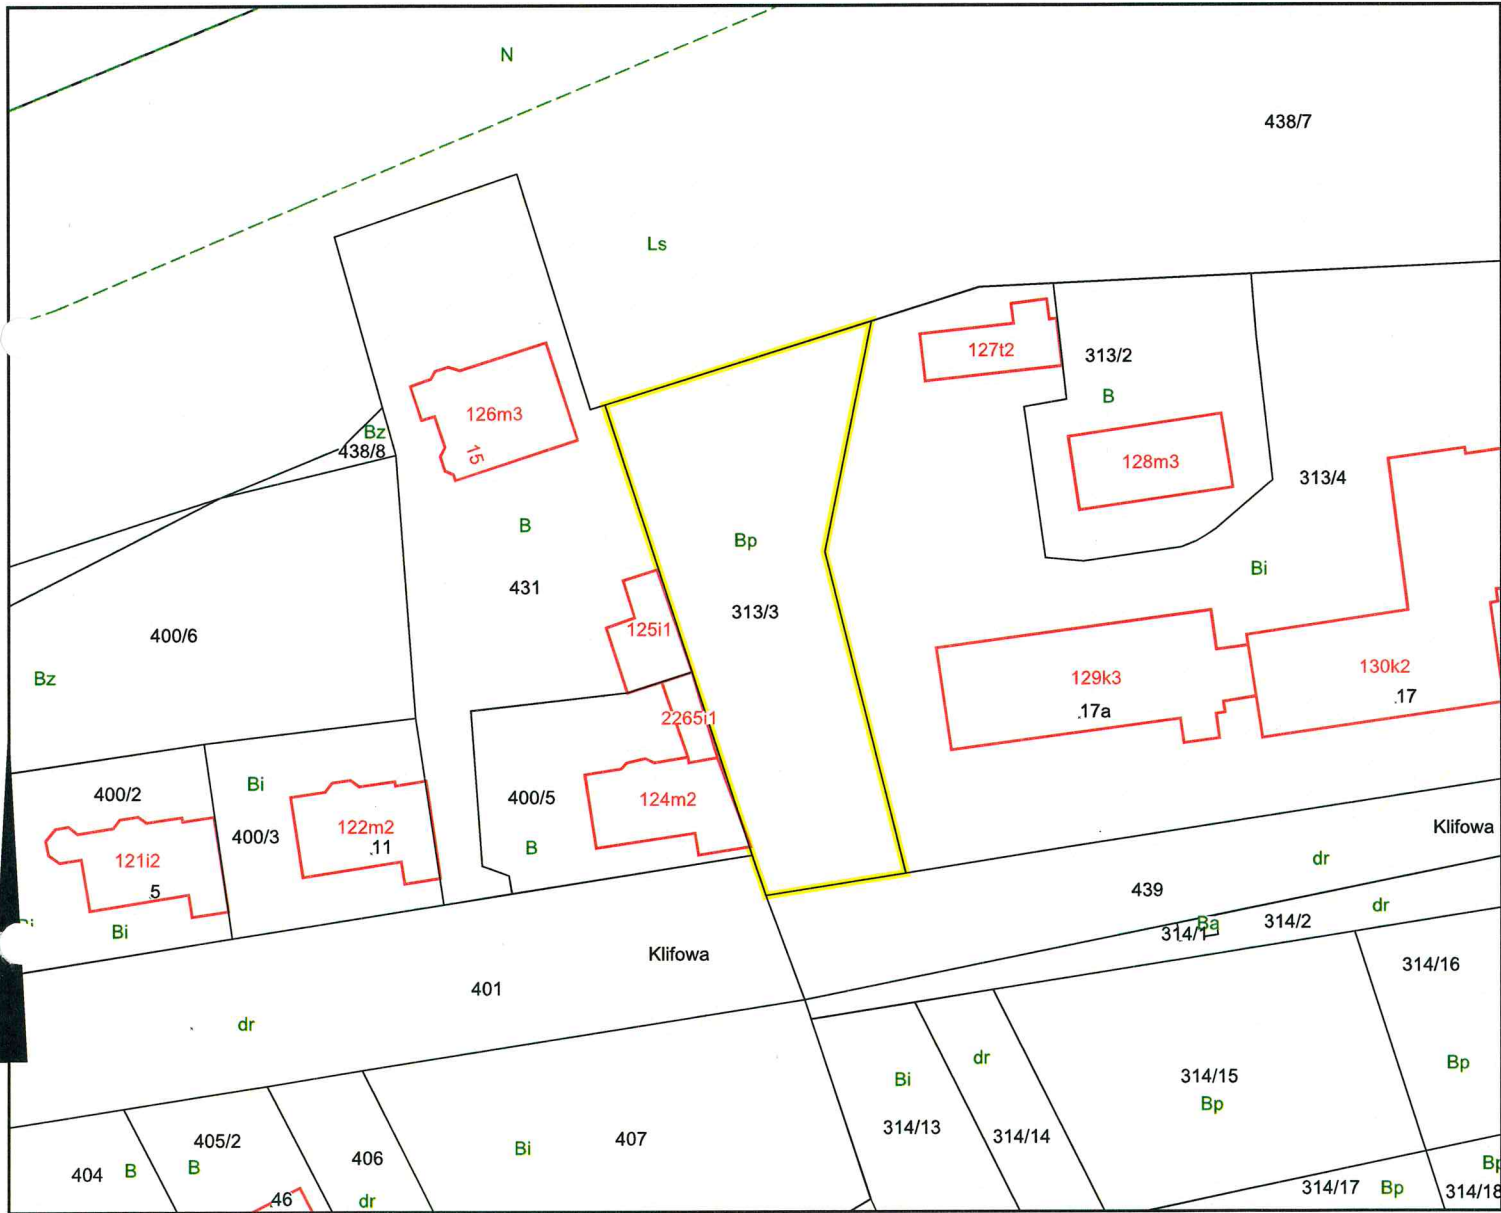 N
438/7
Ls
127t2
313/2
B
126m3
15
Bz
438/8
128m3
313/4
B
Bp
Bi
431
313/3
400/6
125i1
Bz
129k3
130k2
.17a
.17
2265i1
400/2
Bi
400/5
124m2
400/3
122m2
.11
B
121i2
.5
Bi
Klifowa
dr
439
dr
Ba
314/1
314/2
Klifowa
401
dr
314/16
Bi
dr
314/15
Bp
Bp
314/13
314/14
405/2
B
404
B
406
dr
.46
Bi
407
314/17
Bp
314/18